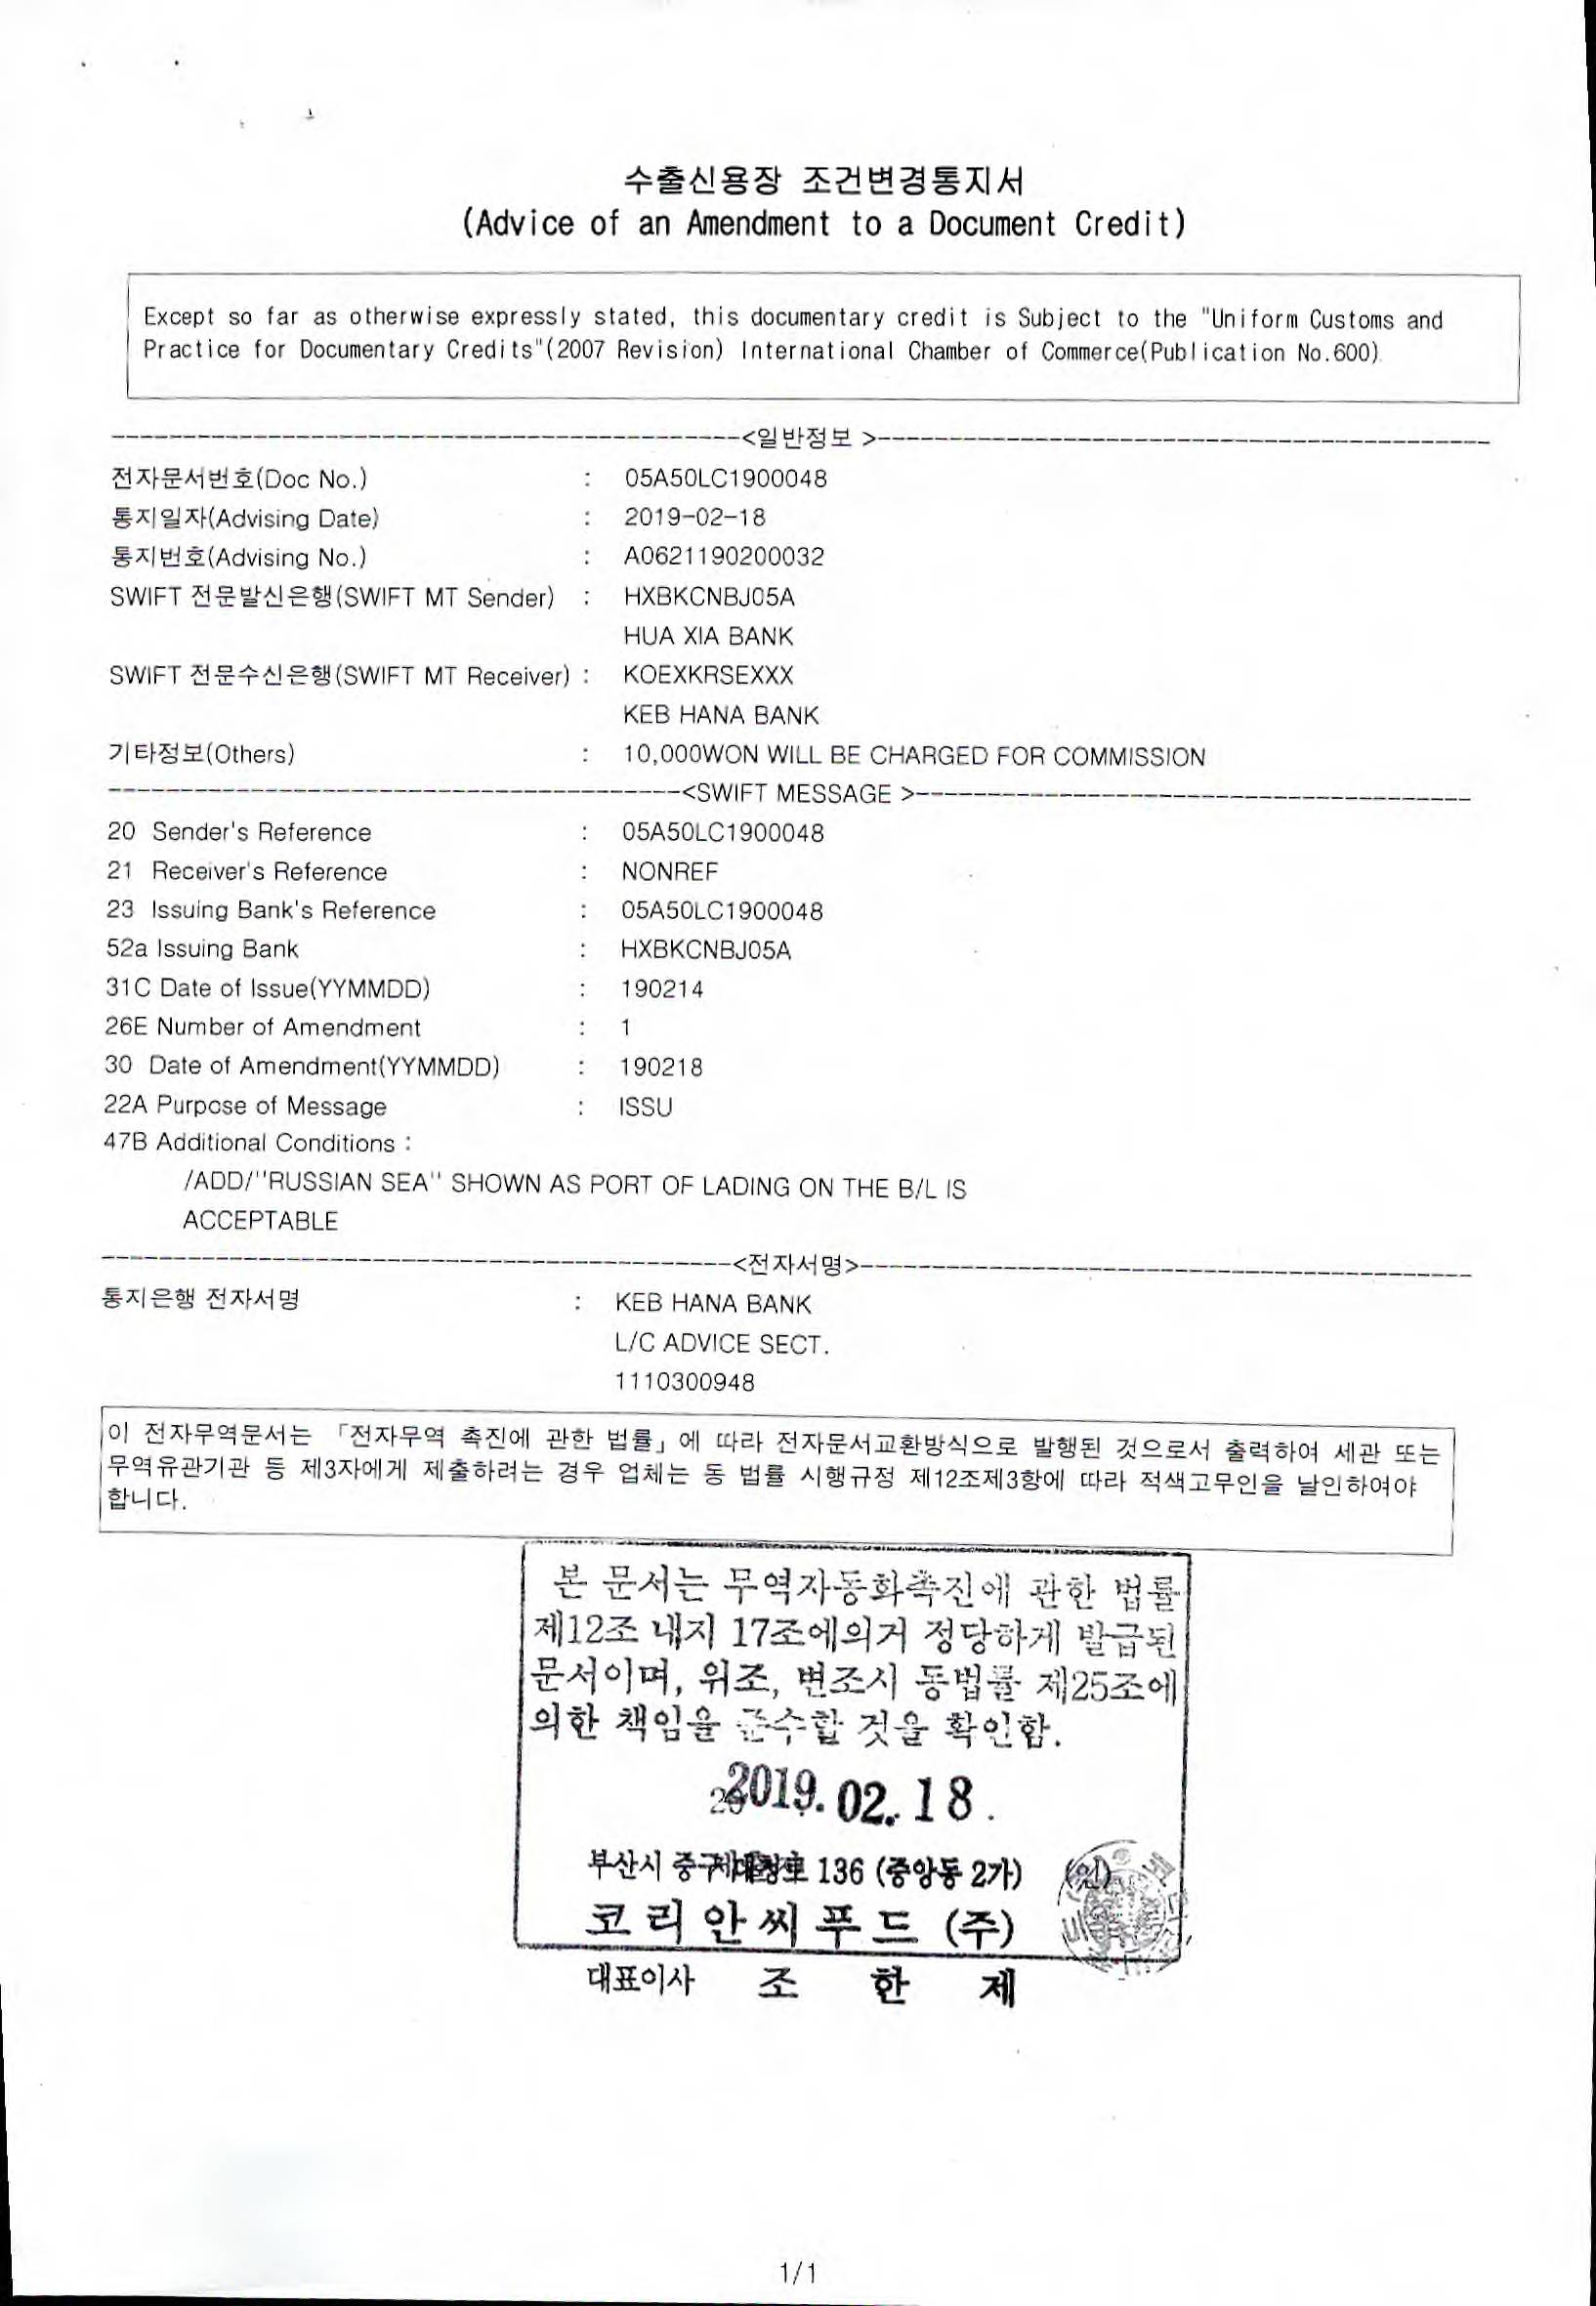 수출신용장 조건변경통지서
(Advice of an Amendment to a Document Credit)
Except so far as otherwise expressly stated, this documentary credit is Subject to the "Uniform Customs and
Practice for Documentary Credits"(2007 Revision) International Chamber of Commerce(Publication No.600)
<일반정보 >
전자문서번호(Doc No.) : 05A50LC1900048
통지일자(Advising Date) : 2019-02-18
통지번호(Advising No.) : A0621190200032
SWIFT 전문발신은행(SWIFT MT Sender) : HXBKCNBJ05A
HUA XIA BANK
SWIFT 전문수신은행(SWIFT MT Receiver) : KOEXKRSEXXX
KEB HANA BANK
기타정보(Others) : 10,000WON WILL BE CHARGED FOR COMMISSION
<SWIFT MESSAGE >
20 Sender's Reference : 05A50LC1900048
21 Receiver's Reference : NONREF
23 Issuing Bank's Reference : 05A50LC1900048
52a Issuing Bank : HXBKCNBJ05A
31C Date of Issue(YYMMDD) : 190214
26E Number of Amendment : 1
30 Date of Amendment(YYMMDD) : 190218
22A Purpose of Message : ISSU
47B Additional Conditions :
/ADD/"RUSSIAN SEA" SHOWN AS PORT OF LADING ON THE B/L IS
ACCEPTABLE
<전자서명>
통지은행 전자서명 : KEB HANA BANK
L/C ADVICE SECT.
1110300948
이 전자무역문서는 「전자무역 촉진에 관한 법률」에 따라 전자문서교환방식으로 발행된 것으로서 출력하여 세관 또는
무역유관기관 등 제3자에게 제출하려는 경우 업체는 동 법률 시행규정 제12조제3항에 따라 적색고무인을 날인하여야
합니다.
본 문서는 무역자동화촉진에 관한 법률
제12조 내지 17조에의거 정당하게 발급된
문서이며, 위조, 변조시 동법률 제25조에
의한 책임을 준수할 것을 확인함.
2019. 02. 18.
부산시 중구 136 (중앙동 2가) (인)
코리안씨푸드 (주)
대표이사 조 한 제
1/1